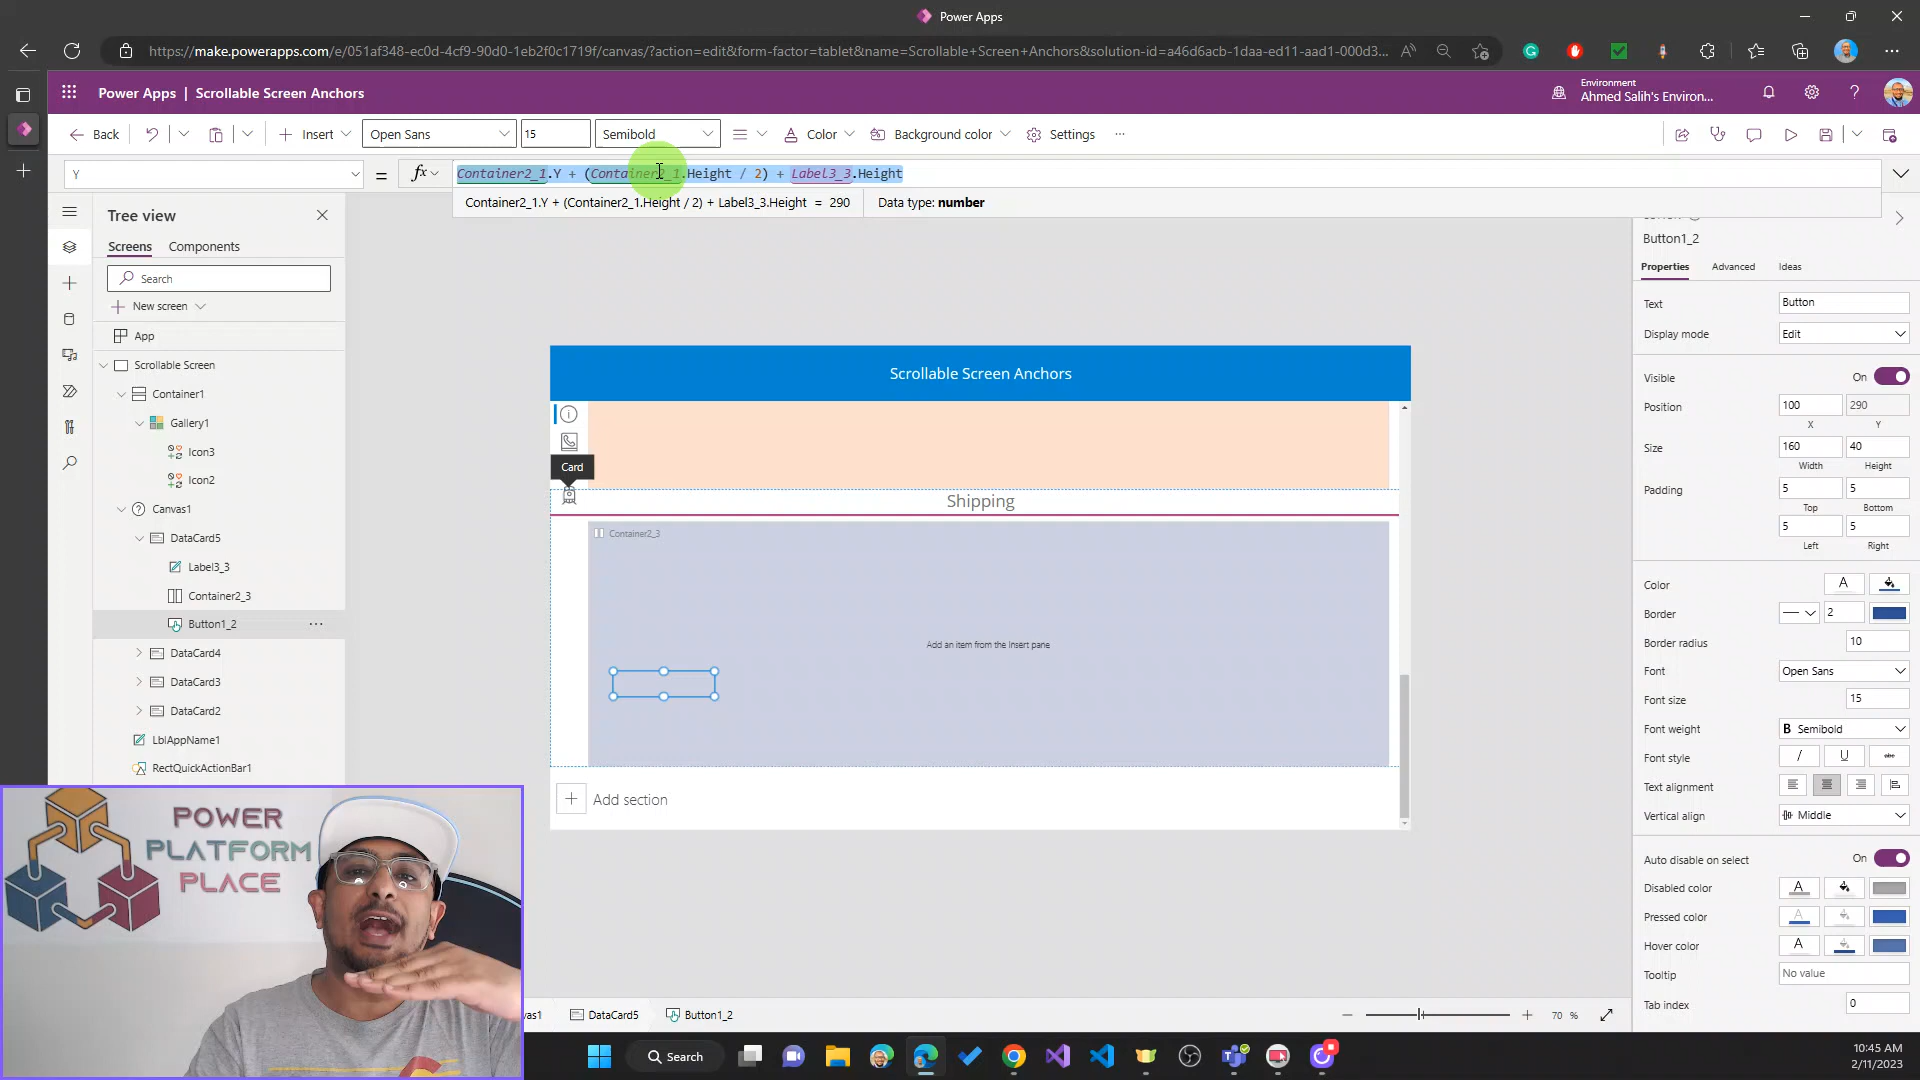 Power Apps
https://make.powerapps.com/e/051af348-ec0d-4cf9-90d0-1eb2f0c1719f/canvas/?action=edit&form-factor=tablet&name=Scrollable+Screen+Anchors&solution-id=a46d6acb-1daa-ed11-aad1-000d3...
Power Apps | Scrollable Screen Anchors
Environment
Ahmed Salih's Environ...
Back
Insert
Open Sans
15
Semibold
Color
Background color
Settings
Y
=
fx
Container2_1.Y + (Container2_1.Height / 2) + Label3_3.Height
Container2_1.Y + (Container2_1.Height / 2) + Label3_3.Height = 290
Data type: number
Tree view
Screens
Components
Search
New screen
App
Scrollable Screen
Container1
Gallery1
Icon3
Icon2
Canvas1
DataCard5
Label3_3
Container2_3
Button1_2
DataCard4
DataCard3
DataCard2
LblAppName1
RectQuickActionBar1
Scrollable Screen Anchors
Card
Shipping
Container2_3
Add an item from the Insert pane
Add section
Button1_2
Properties
Advanced
Ideas
Text
Button
Display mode
Edit
Visible
On
Position
100
290
X
Y
Size
160
40
Width
Height
Padding
5
5
Top
Bottom
5
5
Left
Right
Color
A
Border
2
Border radius
10
Font
Open Sans
Font size
15
Font weight
B Semibold
Font style
/
U
abc
Text alignment
Vertical align
Middle
Auto disable on select
On
Disabled color
A
Pressed color
A
Hover color
A
Tooltip
No value
Tab index
0
POWER
PLATFORM
PLACE
DataCard5
Button1_2
70 %
Search
10:45 AM
2/11/2023